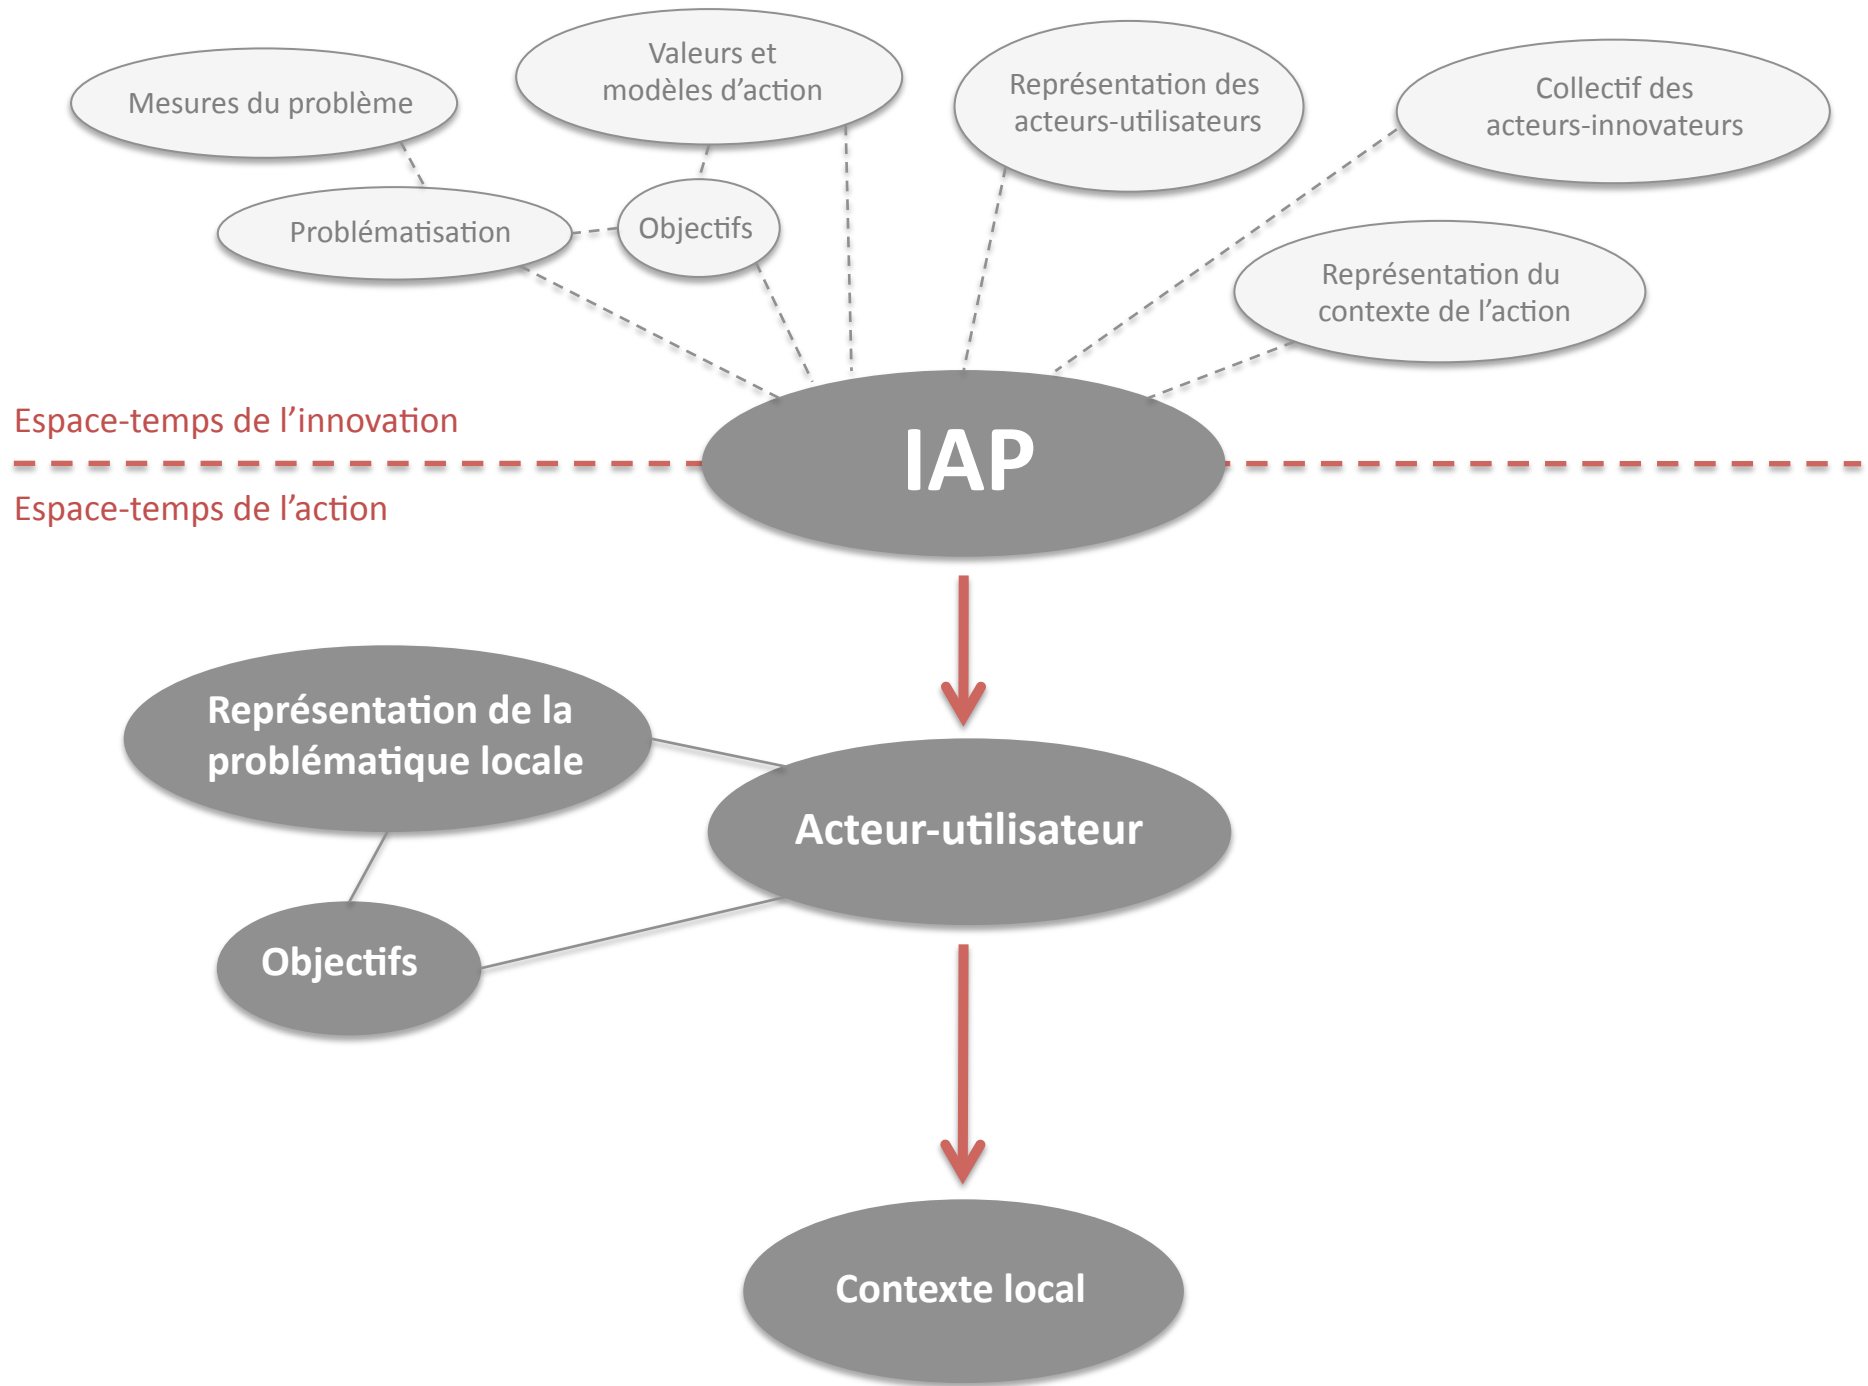 Mesures du problème
Valeurs et
modèles d’action
Représentation des
acteurs-utilisateurs
Collectif des
acteurs-innovateurs
Problématisation
Objectifs
Représentation du
contexte de l’action
Espace-temps de l’innovation
IAP
Espace-temps de l’action
Représentation de la
problématique locale
Acteur-utilisateur
Objectifs
Contexte local